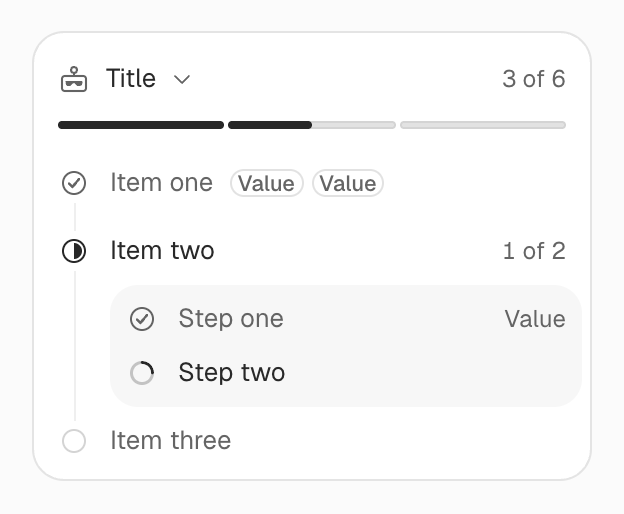 Title 3 of 6
Item one Value Value
Item two 1 of 2
Step one Value
Step two
Item three